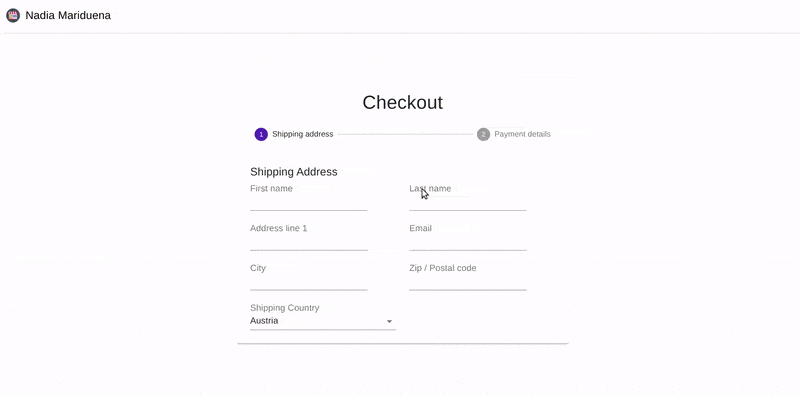 Nadia Mariduena
Checkout
1 Shipping address 2 Payment details
Shipping Address
First name Last name
Address line 1 Email
City Zip / Postal code
Shipping Country
Austria